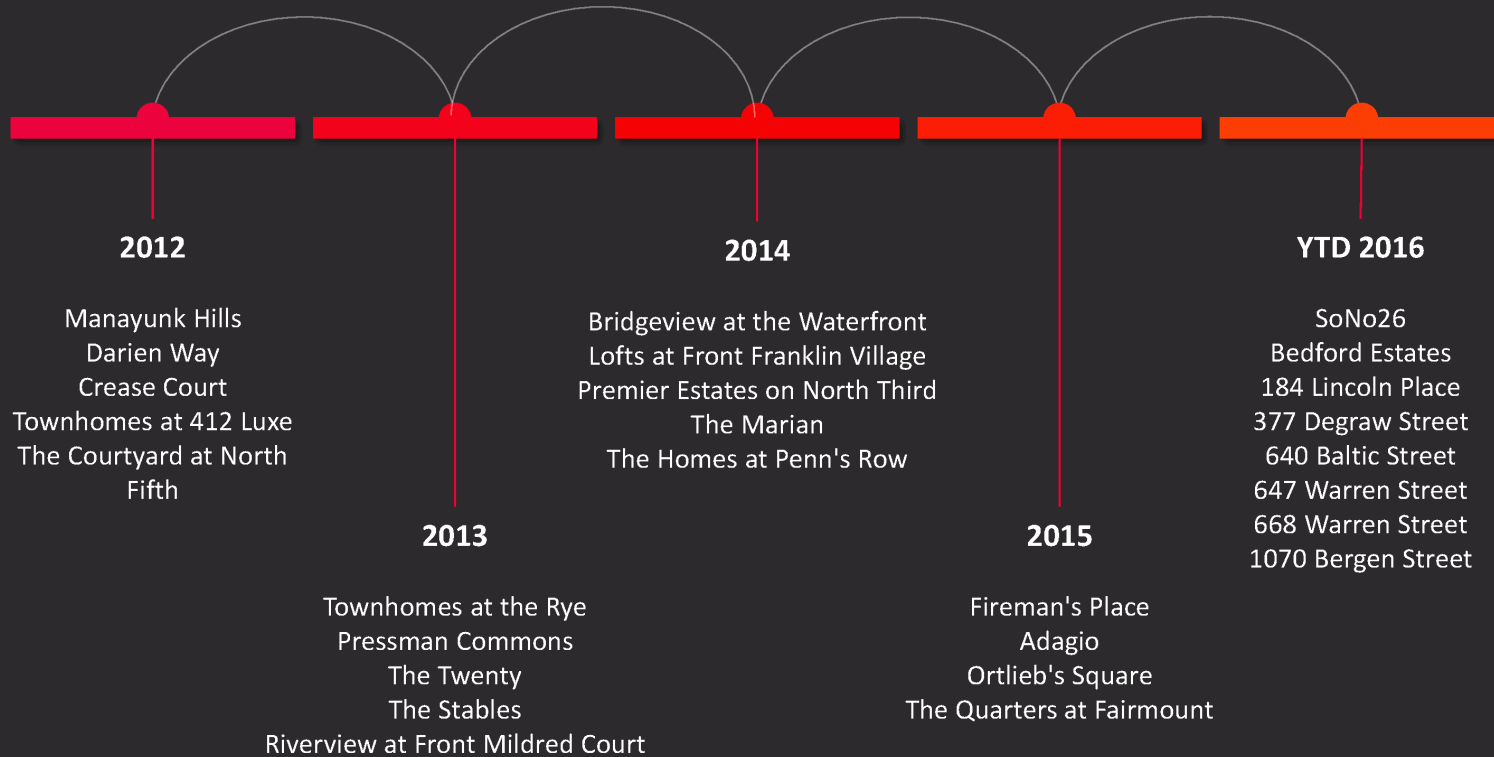 2012
Manayunk Hills
Darien Way
Crease Court
Townhomes at 412 Luxe
The Courtyard at North
Fifth
2013
Townhomes at the Rye
Pressman Commons
The Twenty
The Stables
Riverview at Front Mildred Court
2014
Bridgeview at the Waterfront
Lofts at Front Franklin Village
Premier Estates on North Third
The Marian
The Homes at Penn's Row
2015
Fireman's Place
Adagio
Ortlieb's Square
The Quarters at Fairmount
YTD 2016
SoNo26
Bedford Estates
184 Lincoln Place
377 Degraw Street
640 Baltic Street
647 Warren Street
668 Warren Street
1070 Bergen Street